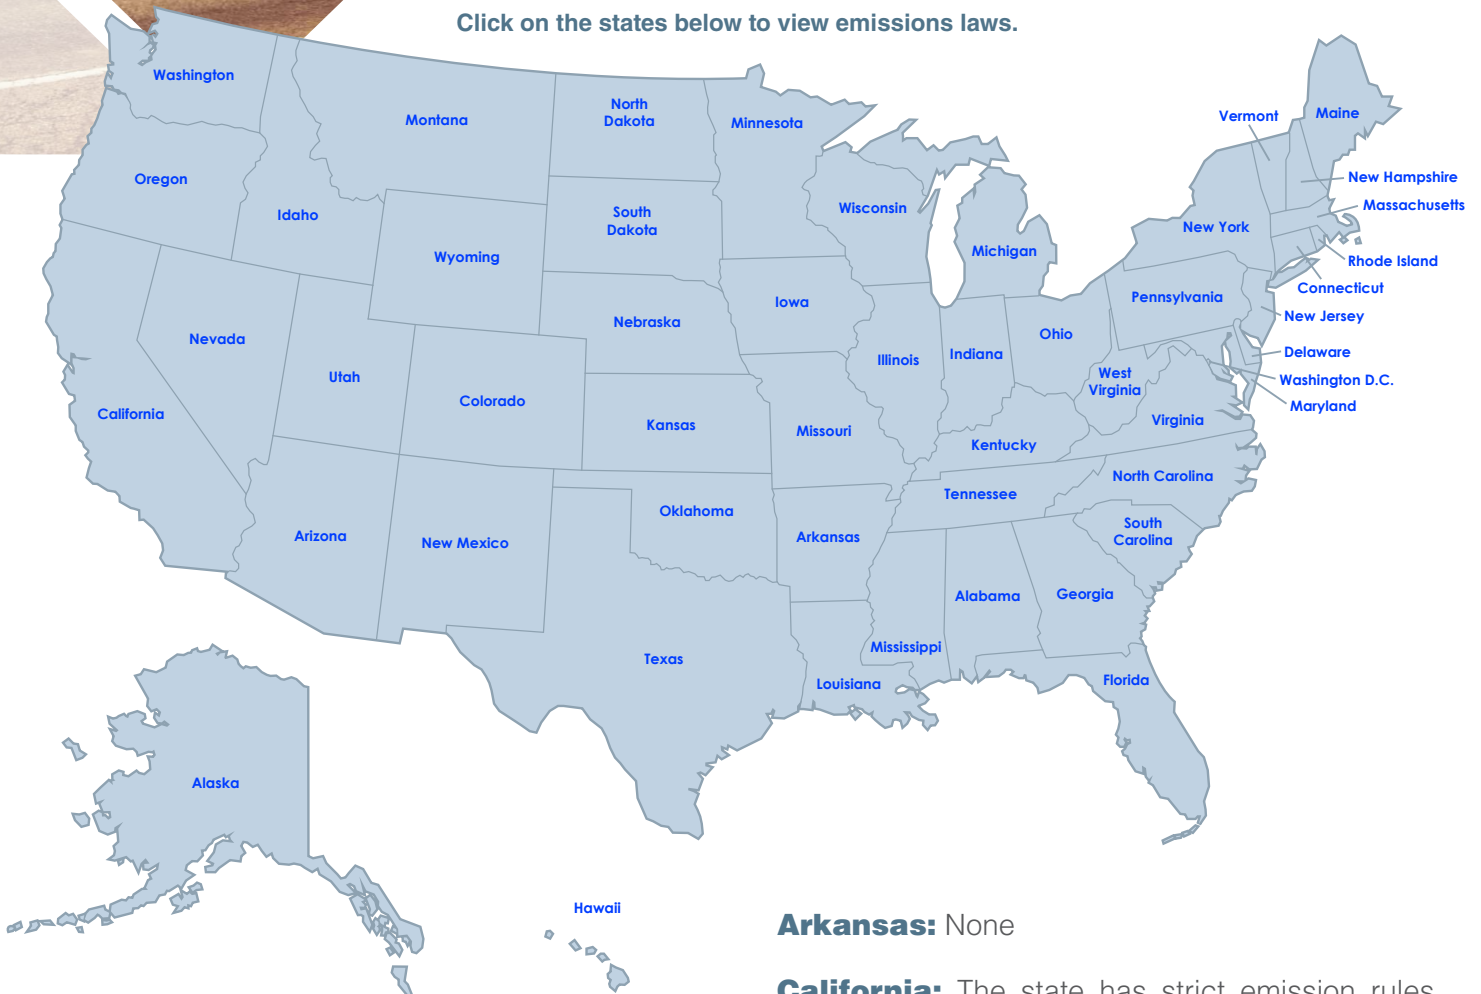 Click on the states below to view emissions laws.
Washington
Oregon
California
Nevada
Idaho
Montana
Wyoming
Utah
Colorado
Arizona
New Mexico
North
Dakota
South
Dakota
Nebraska
Kansas
Oklahoma
Texas
Minnesota
Iowa
Missouri
Arkansas
Louisiana
Wisconsin
Illinois
Michigan
Indiana
Ohio
Kentucky
Tennessee
Mississippi
Alabama
Georgia
Florida
South
Carolina
North Carolina
Virginia
West
Virginia
Pennsylvania
New York
Vermont
Maine
New Hampshire
Massachusetts
Rhode Island
Connecticut
New Jersey
Delaware
Washington D.C.
Maryland
Alaska
Hawaii
Arkansas: None
California: The state has strict emission rules